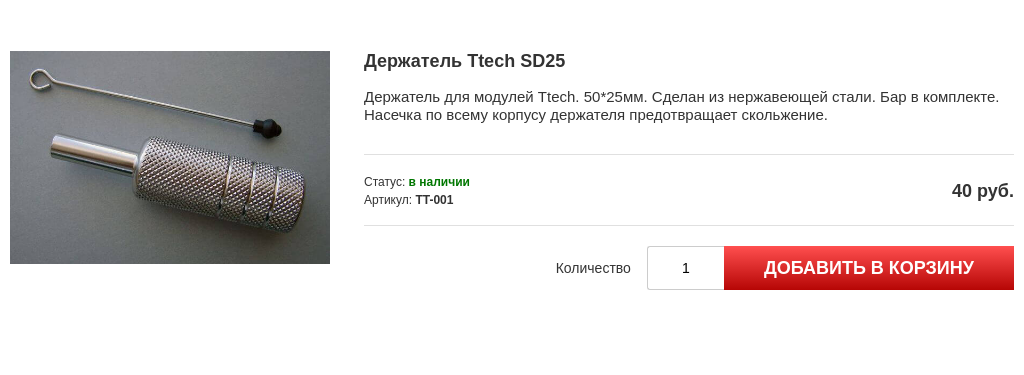 Держатель Ttech SD25
Держатель для модулей Ttech. 50*25мм. Сделан из нержавеющей стали. Бар в комплекте.
Насечка по всему корпусу держателя предотвращает скольжение.
Статус: в наличии
Артикул: TT-001
40 руб.
Количество 1 ДОБАВИТЬ В КОРЗИНУ